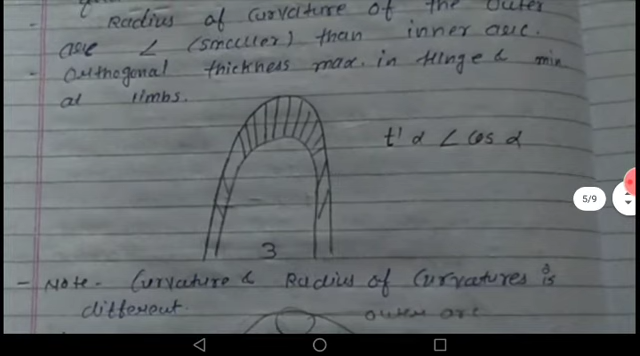 Radius of Curvature of the outer
arc ∠ (smaller) than inner arc.
- Orthogonal thickness max. in Hinge & min
at limbs.
t'α ∠ cos α
5/9
3
- Note - Curvature & Radius of Curvatures is
different.
outer arc